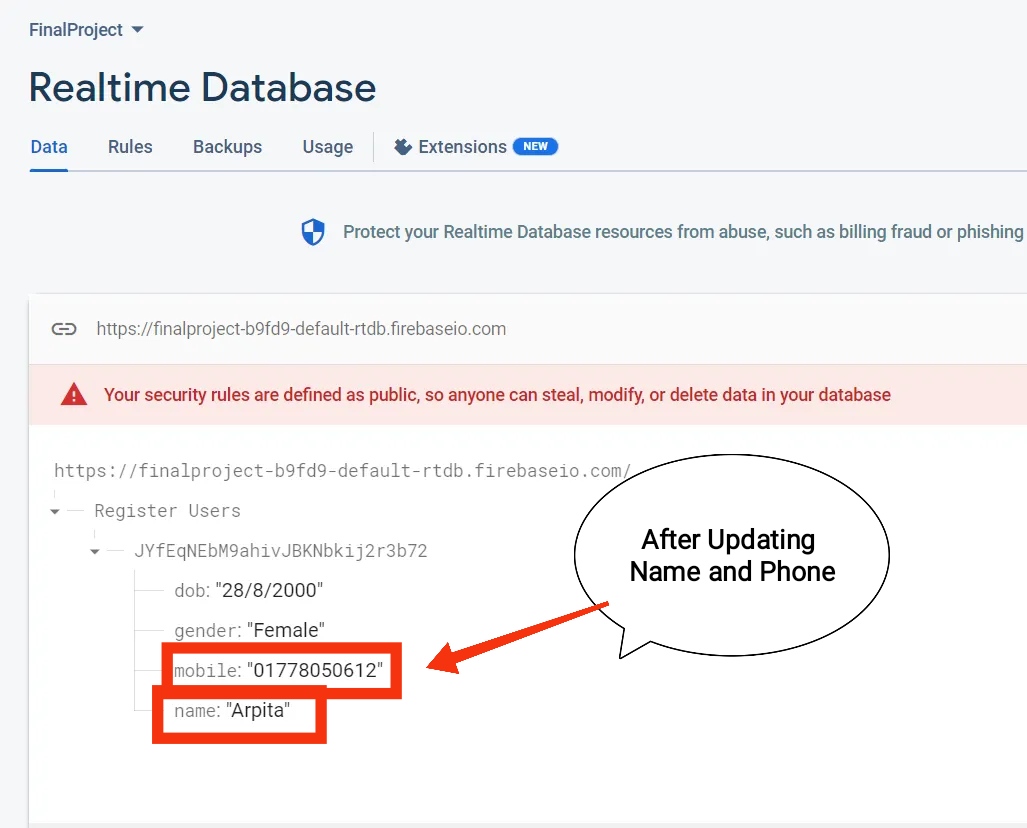 FinalProject
Realtime Database
Data Rules Backups Usage Extensions NEW
Protect your Realtime Database resources from abuse, such as billing fraud or phishing
https://finalproject-b9fd9-default-rtdb.firebaseio.com
Your security rules are defined as public, so anyone can steal, modify, or delete data in your database
https://finalproject-b9fd9-default-rtdb.firebaseio.com/
Register Users
JYfEqNEbM9ahivJBKNbkij2r3b72
dob: "28/8/2000"
gender: "Female"
mobile: "01778050612"
name: "Arpita"
After Updating
Name and Phone